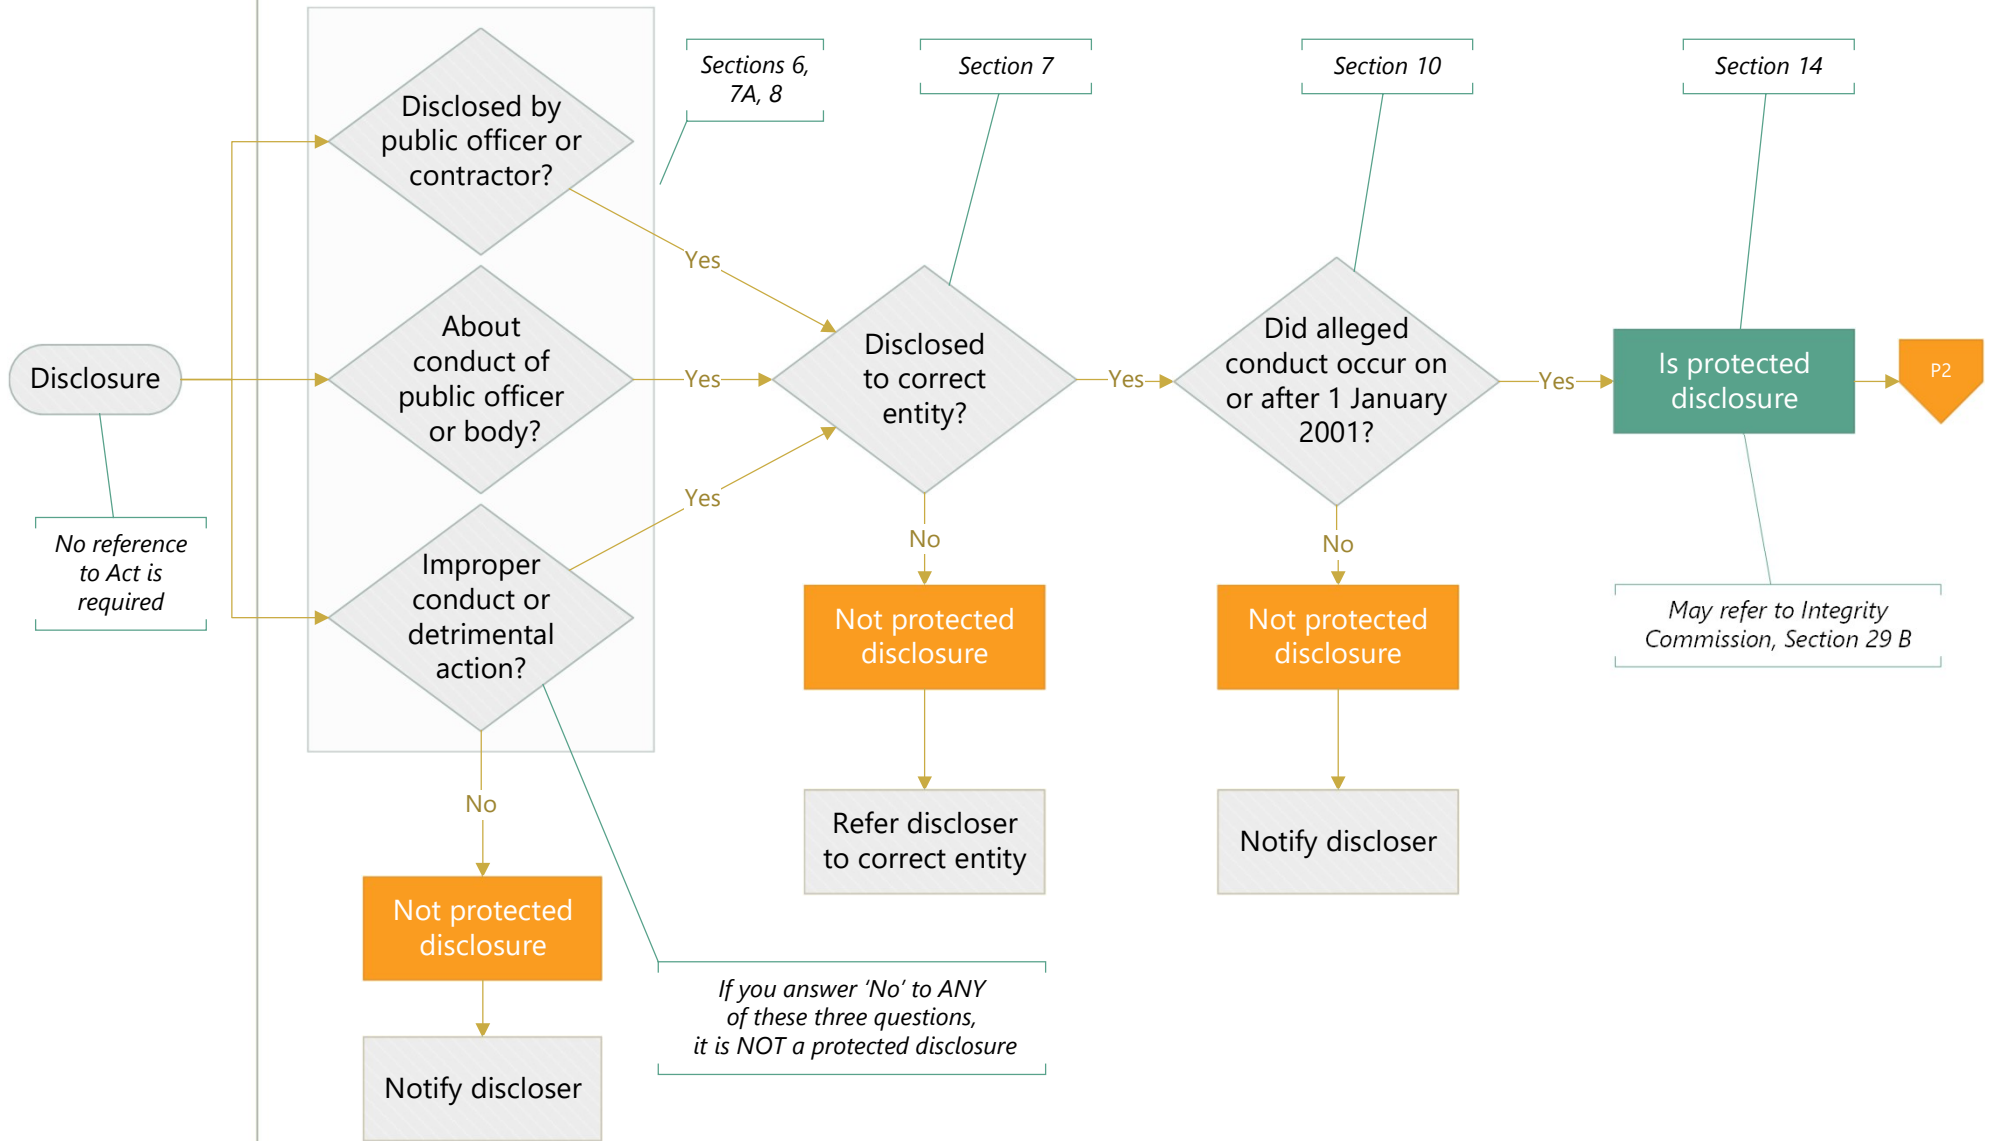 Disclosure
No reference
to Act is
required
Disclosed by
public officer or
contractor?
Sections 6,
7A, 8
Yes
About
conduct of
public officer
or body?
Yes
Improper
conduct or
detrimental
action?
Yes
No
Not protected
disclosure
Notify discloser
If you answer ‘No’ to ANY
of these three questions,
it is NOT a protected disclosure
Section 7
Disclosed
to correct
entity?
Yes
No
Not protected
disclosure
Refer discloser
to correct entity
Section 10
Did alleged
conduct occur on
or after 1 January
2001?
Yes
No
Not protected
disclosure
Notify discloser
Section 14
Is protected
disclosure
P2
May refer to Integrity
Commission, Section 29 B